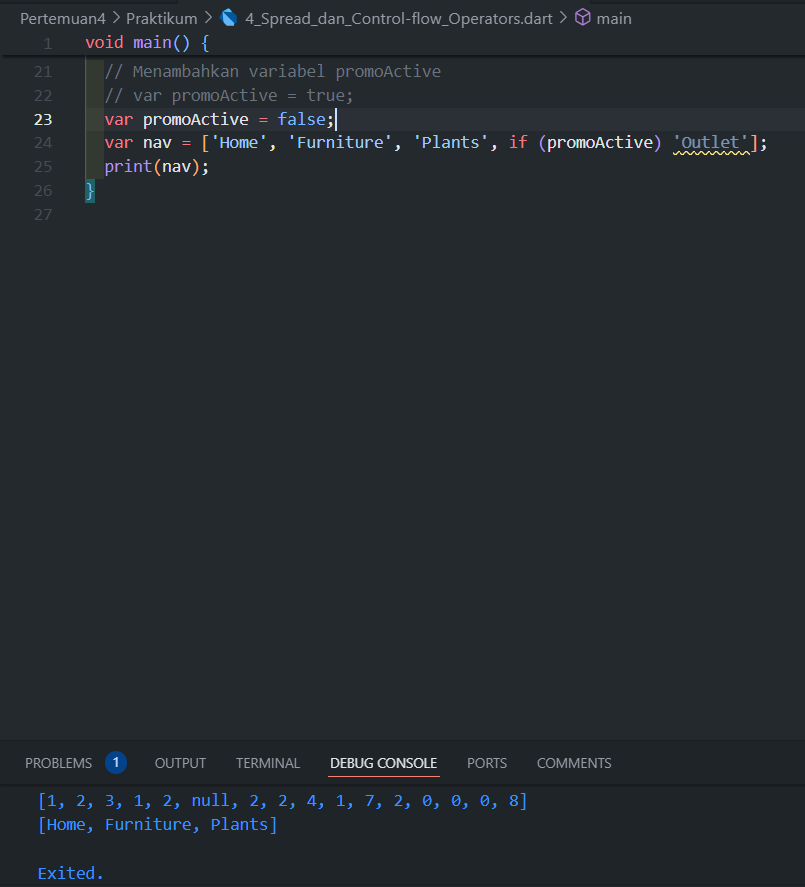 Pertemuan4 > Praktikum > 4_Spread_dan_Control-flow_Operators.dart > main
1 void main() {
21 // Menambahkan variabel promoActive
22 // var promoActive = true;
23 var promoActive = false;
24 var nav = ['Home', 'Furniture', 'Plants', if (promoActive) 'Outlet'];
25 print(nav);
26 }
27
PROBLEMS 1 OUTPUT TERMINAL DEBUG CONSOLE PORTS COMMENTS
[1, 2, 3, 1, 2, null, 2, 2, 4, 1, 7, 2, 0, 0, 0, 8]
[Home, Furniture, Plants]
Exited.